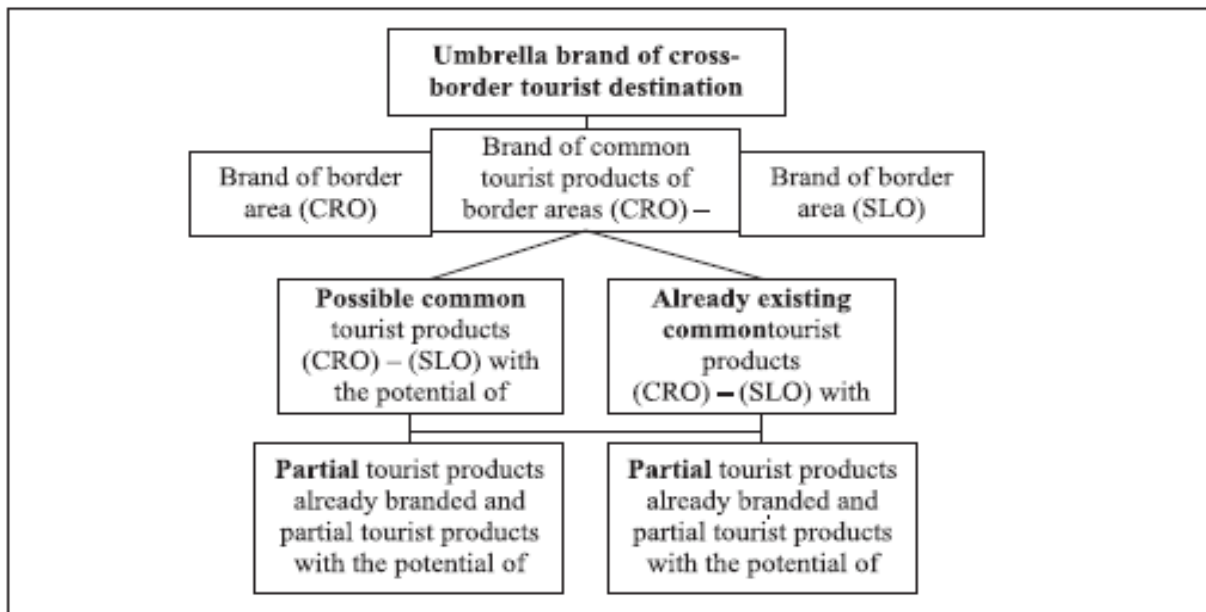 Umbrella brand of cross-
border tourist destination
Brand of border
area (CRO)
Brand of common
tourist products of
border areas (CRO) –
Brand of border
area (SLO)
Possible common
tourist products
(CRO) – (SLO) with
the potential of
Already existing
commontourist
products
(CRO) – (SLO) with
Partial tourist products
already branded and
partial tourist products
with the potential of
Partial tourist products
already branded and
partial tourist products
with the potential of